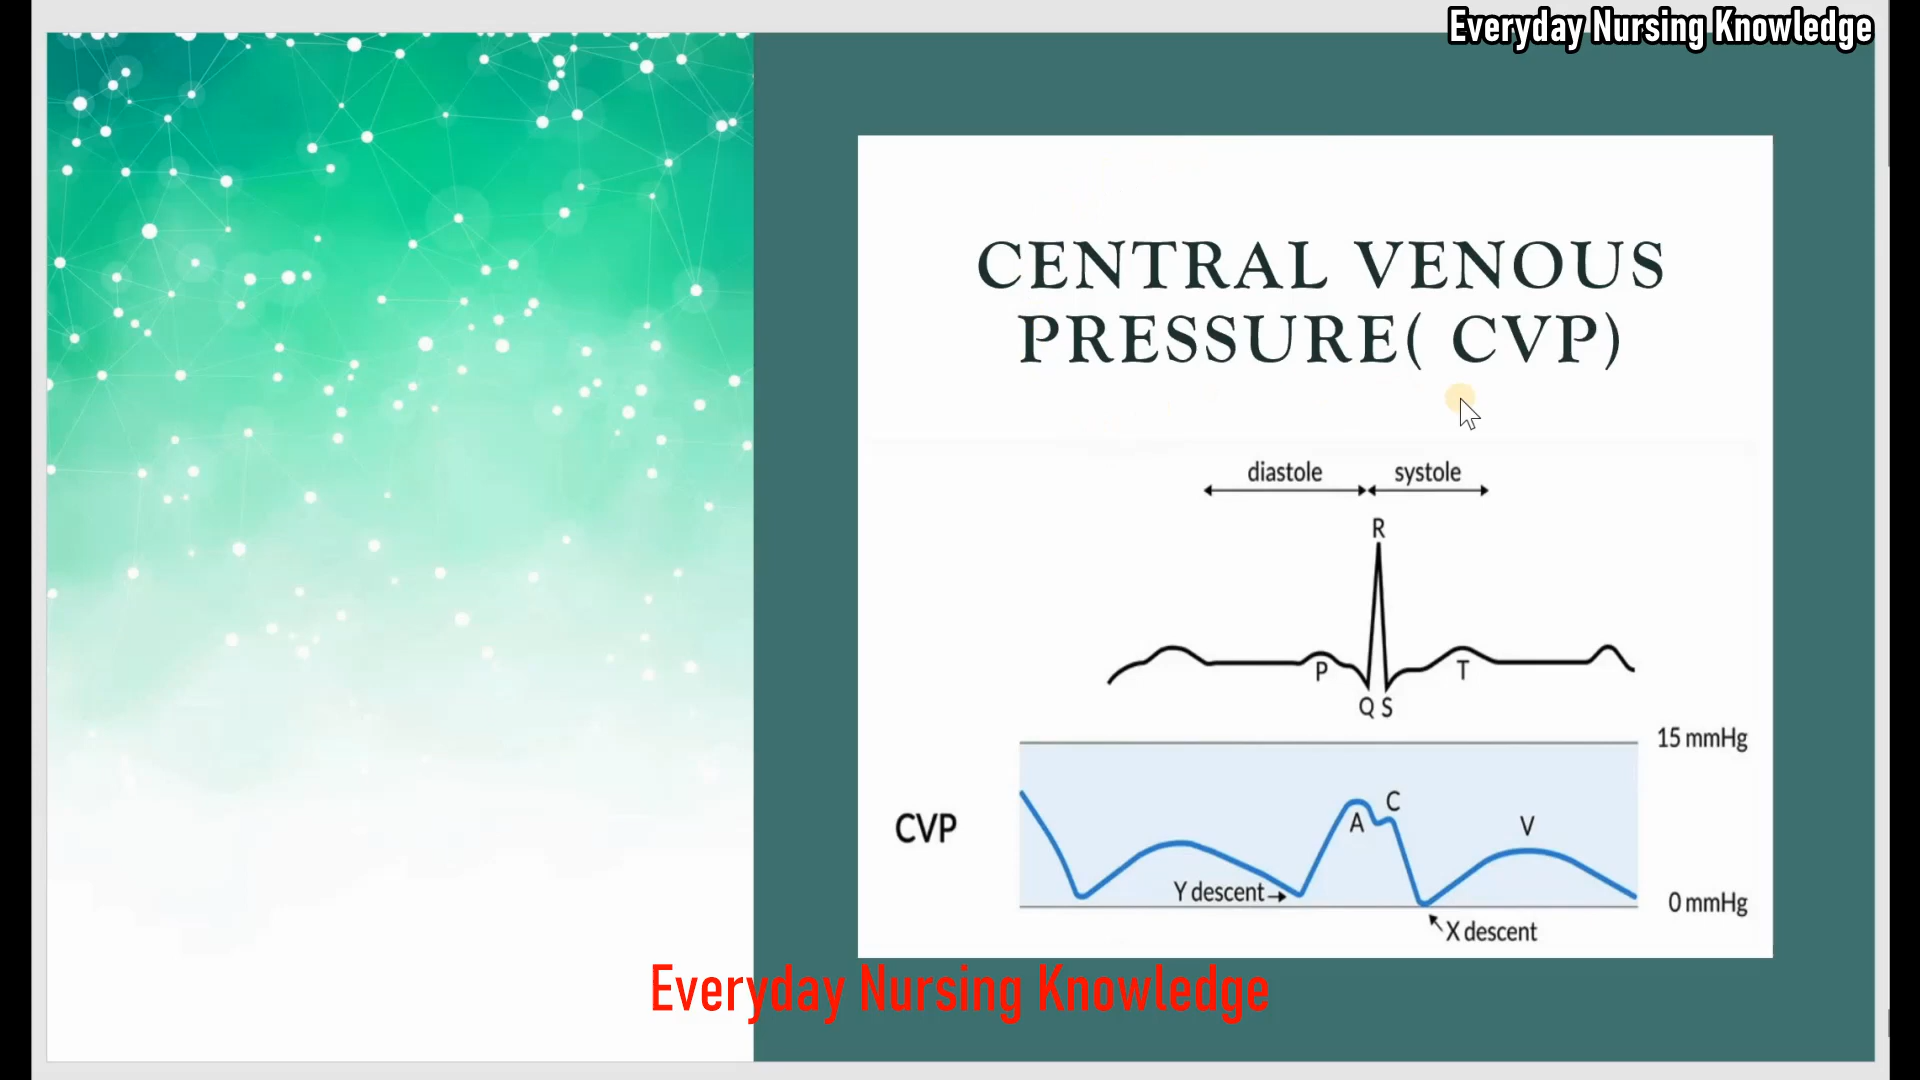 Everyday Nursing Knowledge
CENTRAL VENOUS
PRESSURE( CVP)
diastole systole
R
P T
Q S
15 mmHg
C
A V
CVP
Y descent
0 mmHg
X descent
Everyday Nursing Knowledge